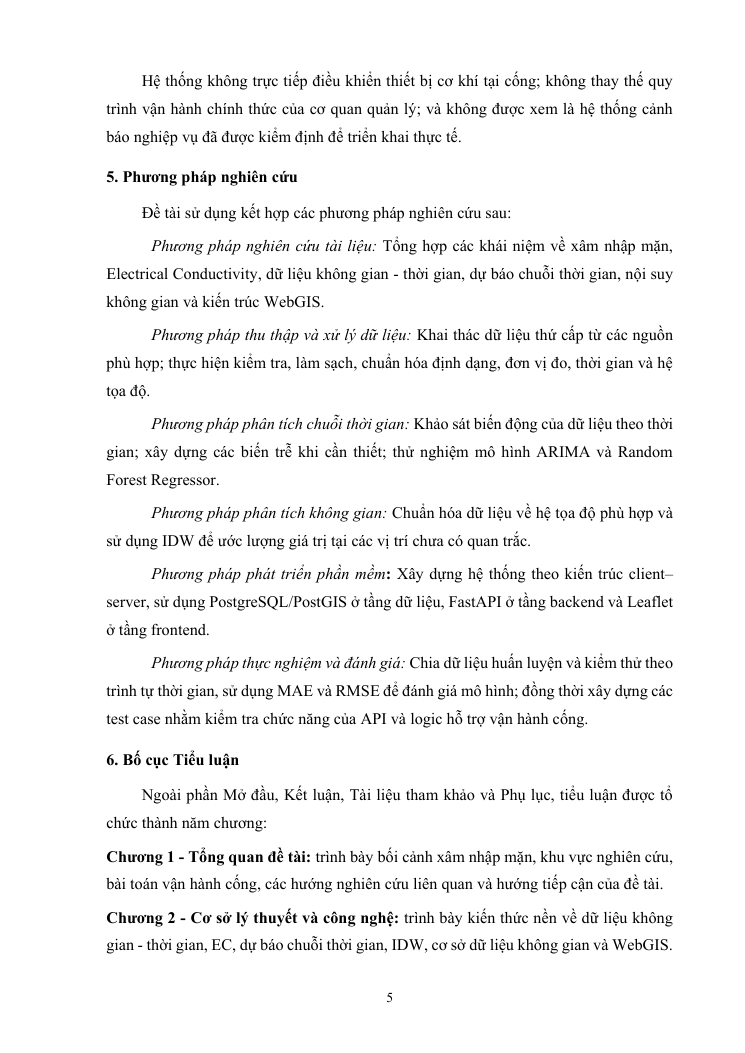 Hệ thống không trực tiếp điều khiển thiết bị cơ khí tại cống; không thay thế quy
trình vận hành chính thức của cơ quan quản lý; và không được xem là hệ thống cảnh
báo nghiệp vụ đã được kiểm định để triển khai thực tế.
5. Phương pháp nghiên cứu
Đề tài sử dụng kết hợp các phương pháp nghiên cứu sau:
Phương pháp nghiên cứu tài liệu: Tổng hợp các khái niệm về xâm nhập mặn,
Electrical Conductivity, dữ liệu không gian - thời gian, dự báo chuỗi thời gian, nội suy
không gian và kiến trúc WebGIS.
Phương pháp thu thập và xử lý dữ liệu: Khai thác dữ liệu thứ cấp từ các nguồn
phù hợp; thực hiện kiểm tra, làm sạch, chuẩn hóa định dạng, đơn vị đo, thời gian và hệ
tọa độ.
Phương pháp phân tích chuỗi thời gian: Khảo sát biến động của dữ liệu theo thời
gian; xây dựng các biến trễ khi cần thiết; thử nghiệm mô hình ARIMA và Random
Forest Regressor.
Phương pháp phân tích không gian: Chuẩn hóa dữ liệu về hệ tọa độ phù hợp và
sử dụng IDW để ước lượng giá trị tại các vị trí chưa có quan trắc.
Phương pháp phát triển phần mềm: Xây dựng hệ thống theo kiến trúc client–
server, sử dụng PostgreSQL/PostGIS ở tầng dữ liệu, FastAPI ở tầng backend và Leaflet
ở tầng frontend.
Phương pháp thực nghiệm và đánh giá: Chia dữ liệu huấn luyện và kiểm thử theo
trình tự thời gian, sử dụng MAE và RMSE để đánh giá mô hình; đồng thời xây dựng các
test case nhằm kiểm tra chức năng của API và logic hỗ trợ vận hành cống.
6. Bố cục Tiểu luận
Ngoài phần Mở đầu, Kết luận, Tài liệu tham khảo và Phụ lục, tiểu luận được tổ
chức thành năm chương:
Chương 1 - Tổng quan đề tài: trình bày bối cảnh xâm nhập mặn, khu vực nghiên cứu,
bài toán vận hành cống, các hướng nghiên cứu liên quan và hướng tiếp cận của đề tài.
Chương 2 - Cơ sở lý thuyết và công nghệ: trình bày kiến thức nền về dữ liệu không
gian - thời gian, EC, dự báo chuỗi thời gian, IDW, cơ sở dữ liệu không gian và WebGIS.
5